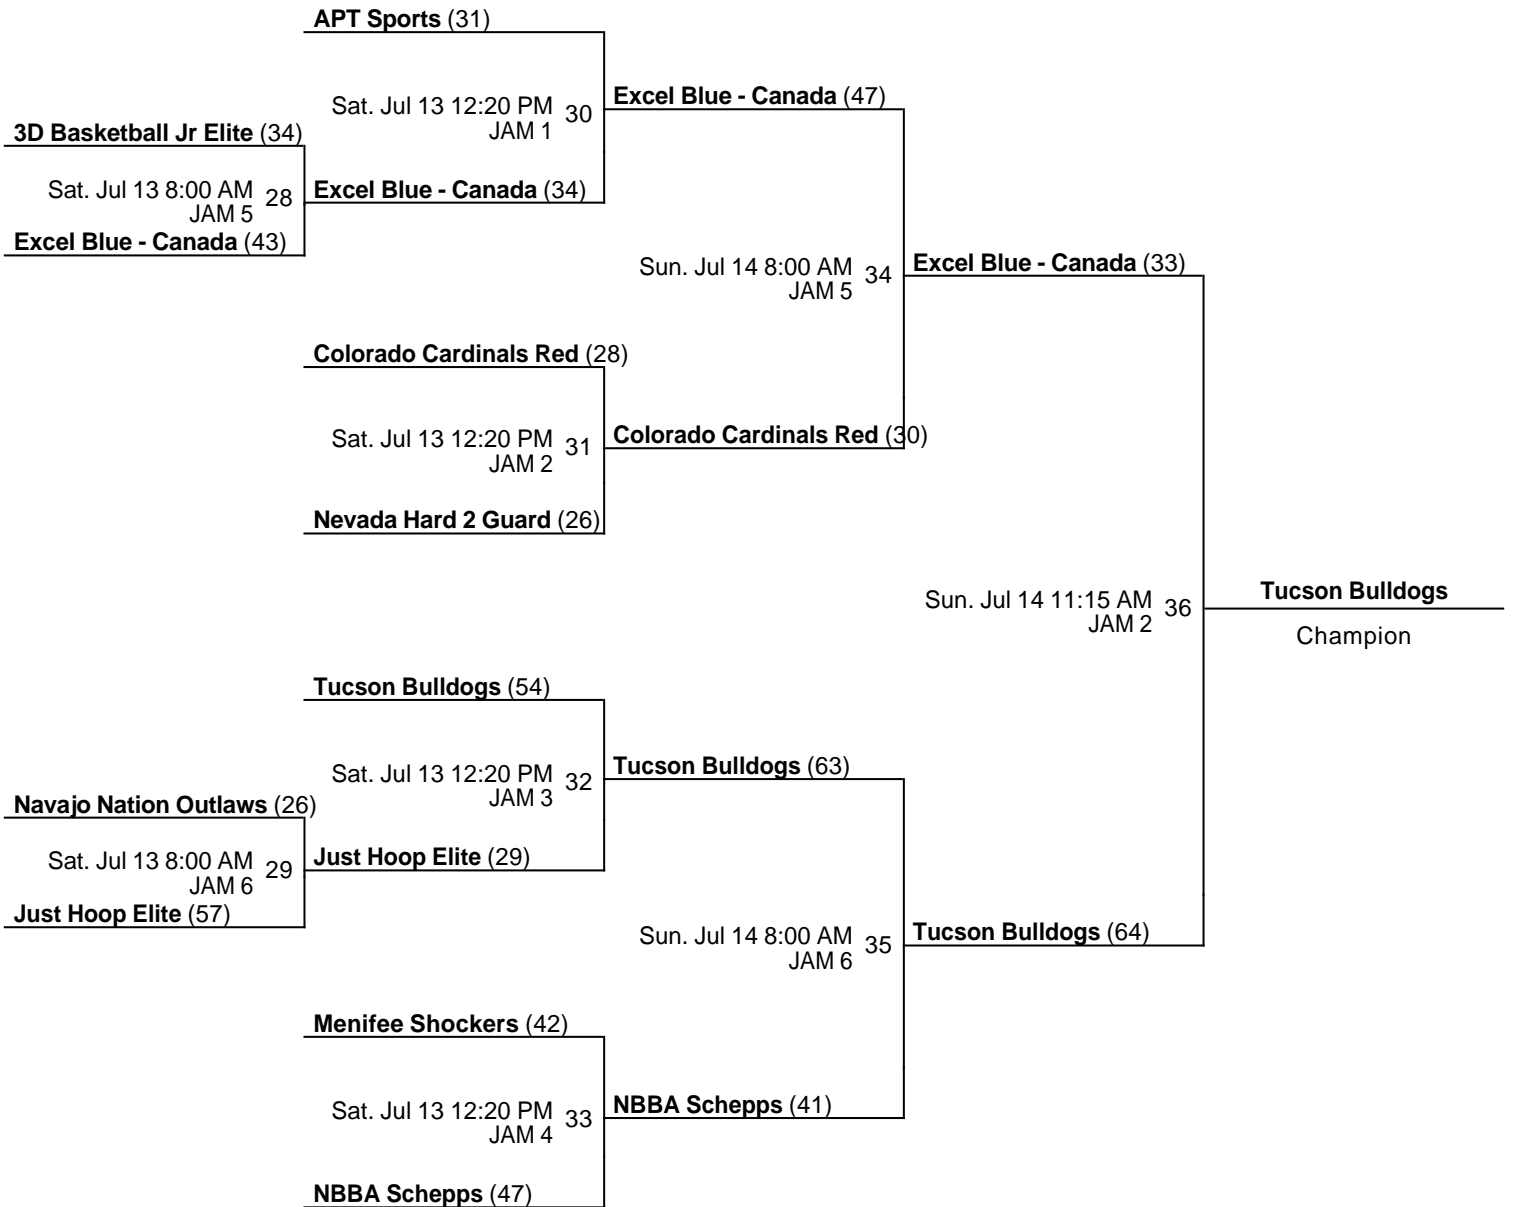 APT Sports (31)
Sat. Jul 13 12:20 PM 30
JAM 1
Excel Blue - Canada (47)
3D Basketball Jr Elite (34)
Sat. Jul 13 8:00 AM 28
JAM 5
Excel Blue - Canada (34)
Excel Blue - Canada (43)
Sun. Jul 14 8:00 AM 34
JAM 5
Excel Blue - Canada (33)
Colorado Cardinals Red (28)
Sat. Jul 13 12:20 PM 31
JAM 2
Colorado Cardinals Red (30)
Nevada Hard 2 Guard (26)
Sun. Jul 14 11:15 AM 36
JAM 2
Tucson Bulldogs
Champion
Tucson Bulldogs (54)
Sat. Jul 13 12:20 PM 32
JAM 3
Tucson Bulldogs (63)
Navajo Nation Outlaws (26)
Sat. Jul 13 8:00 AM 29
JAM 6
Just Hoop Elite (29)
Just Hoop Elite (57)
Sun. Jul 14 8:00 AM 35
JAM 6
Tucson Bulldogs (64)
Menifee Shockers (42)
Sat. Jul 13 12:20 PM 33
JAM 4
NBBA Schepps (41)
NBBA Schepps (47)